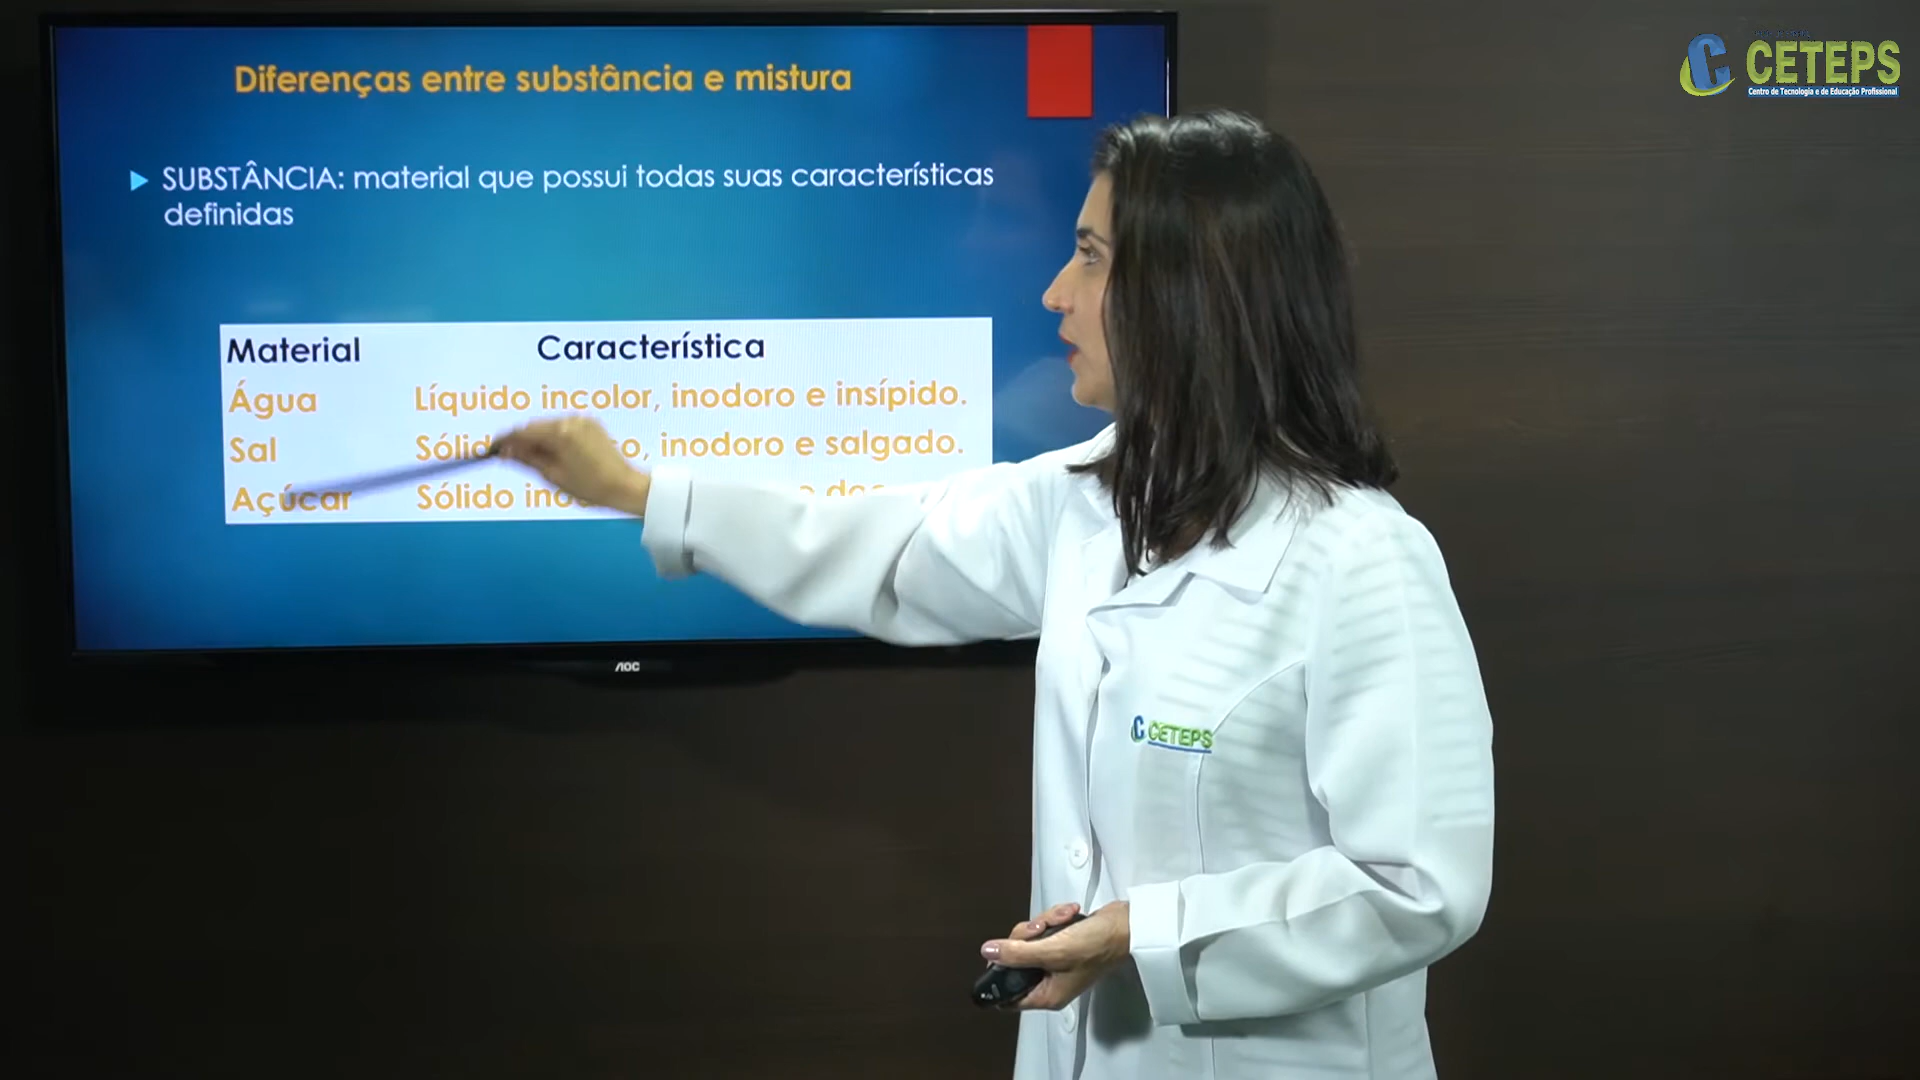 Diferenças entre substância e mistura
SUBSTÂNCIA: material que possui todas suas características
definidas
Material Característica
Água Líquido incolor, inodoro e insípido.
Sal inodoro e salgado.
Açúcar Sólido
AOC
C CETEPS
C CETEPS
Centro de Tecnologia e de Educação Profissional